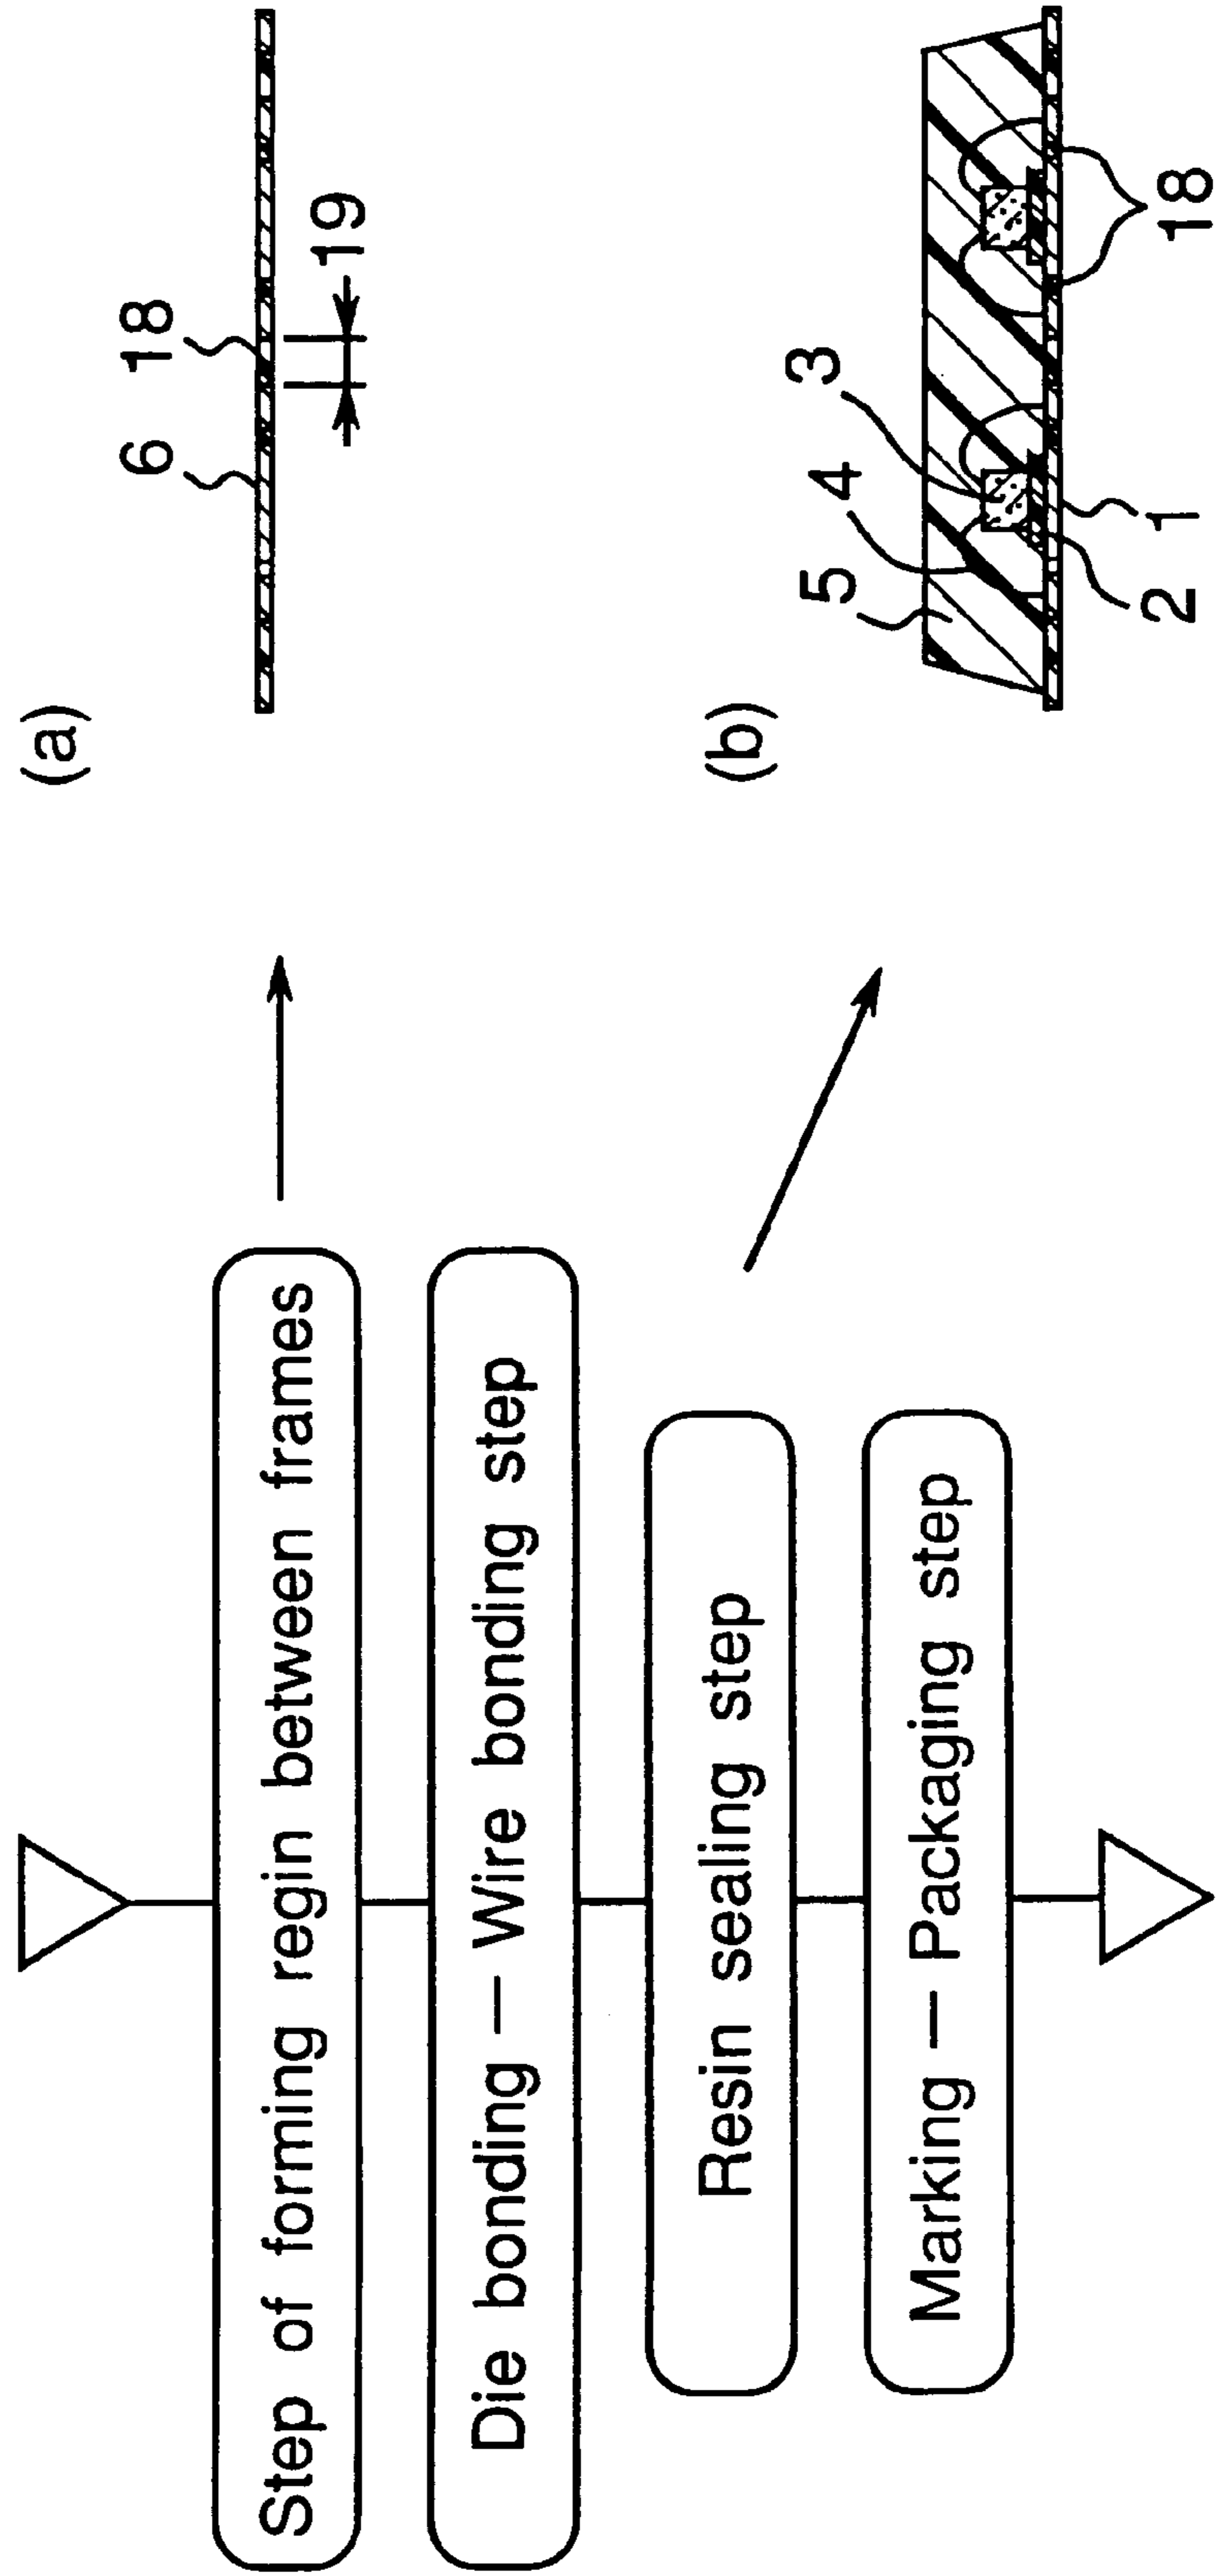 Step of forming regin between frames
Die bonding — Wire bonding step
Resin sealing step
Marking — Packaging step
(a)
6
18
19
(b)
5
4
3
2
1
18